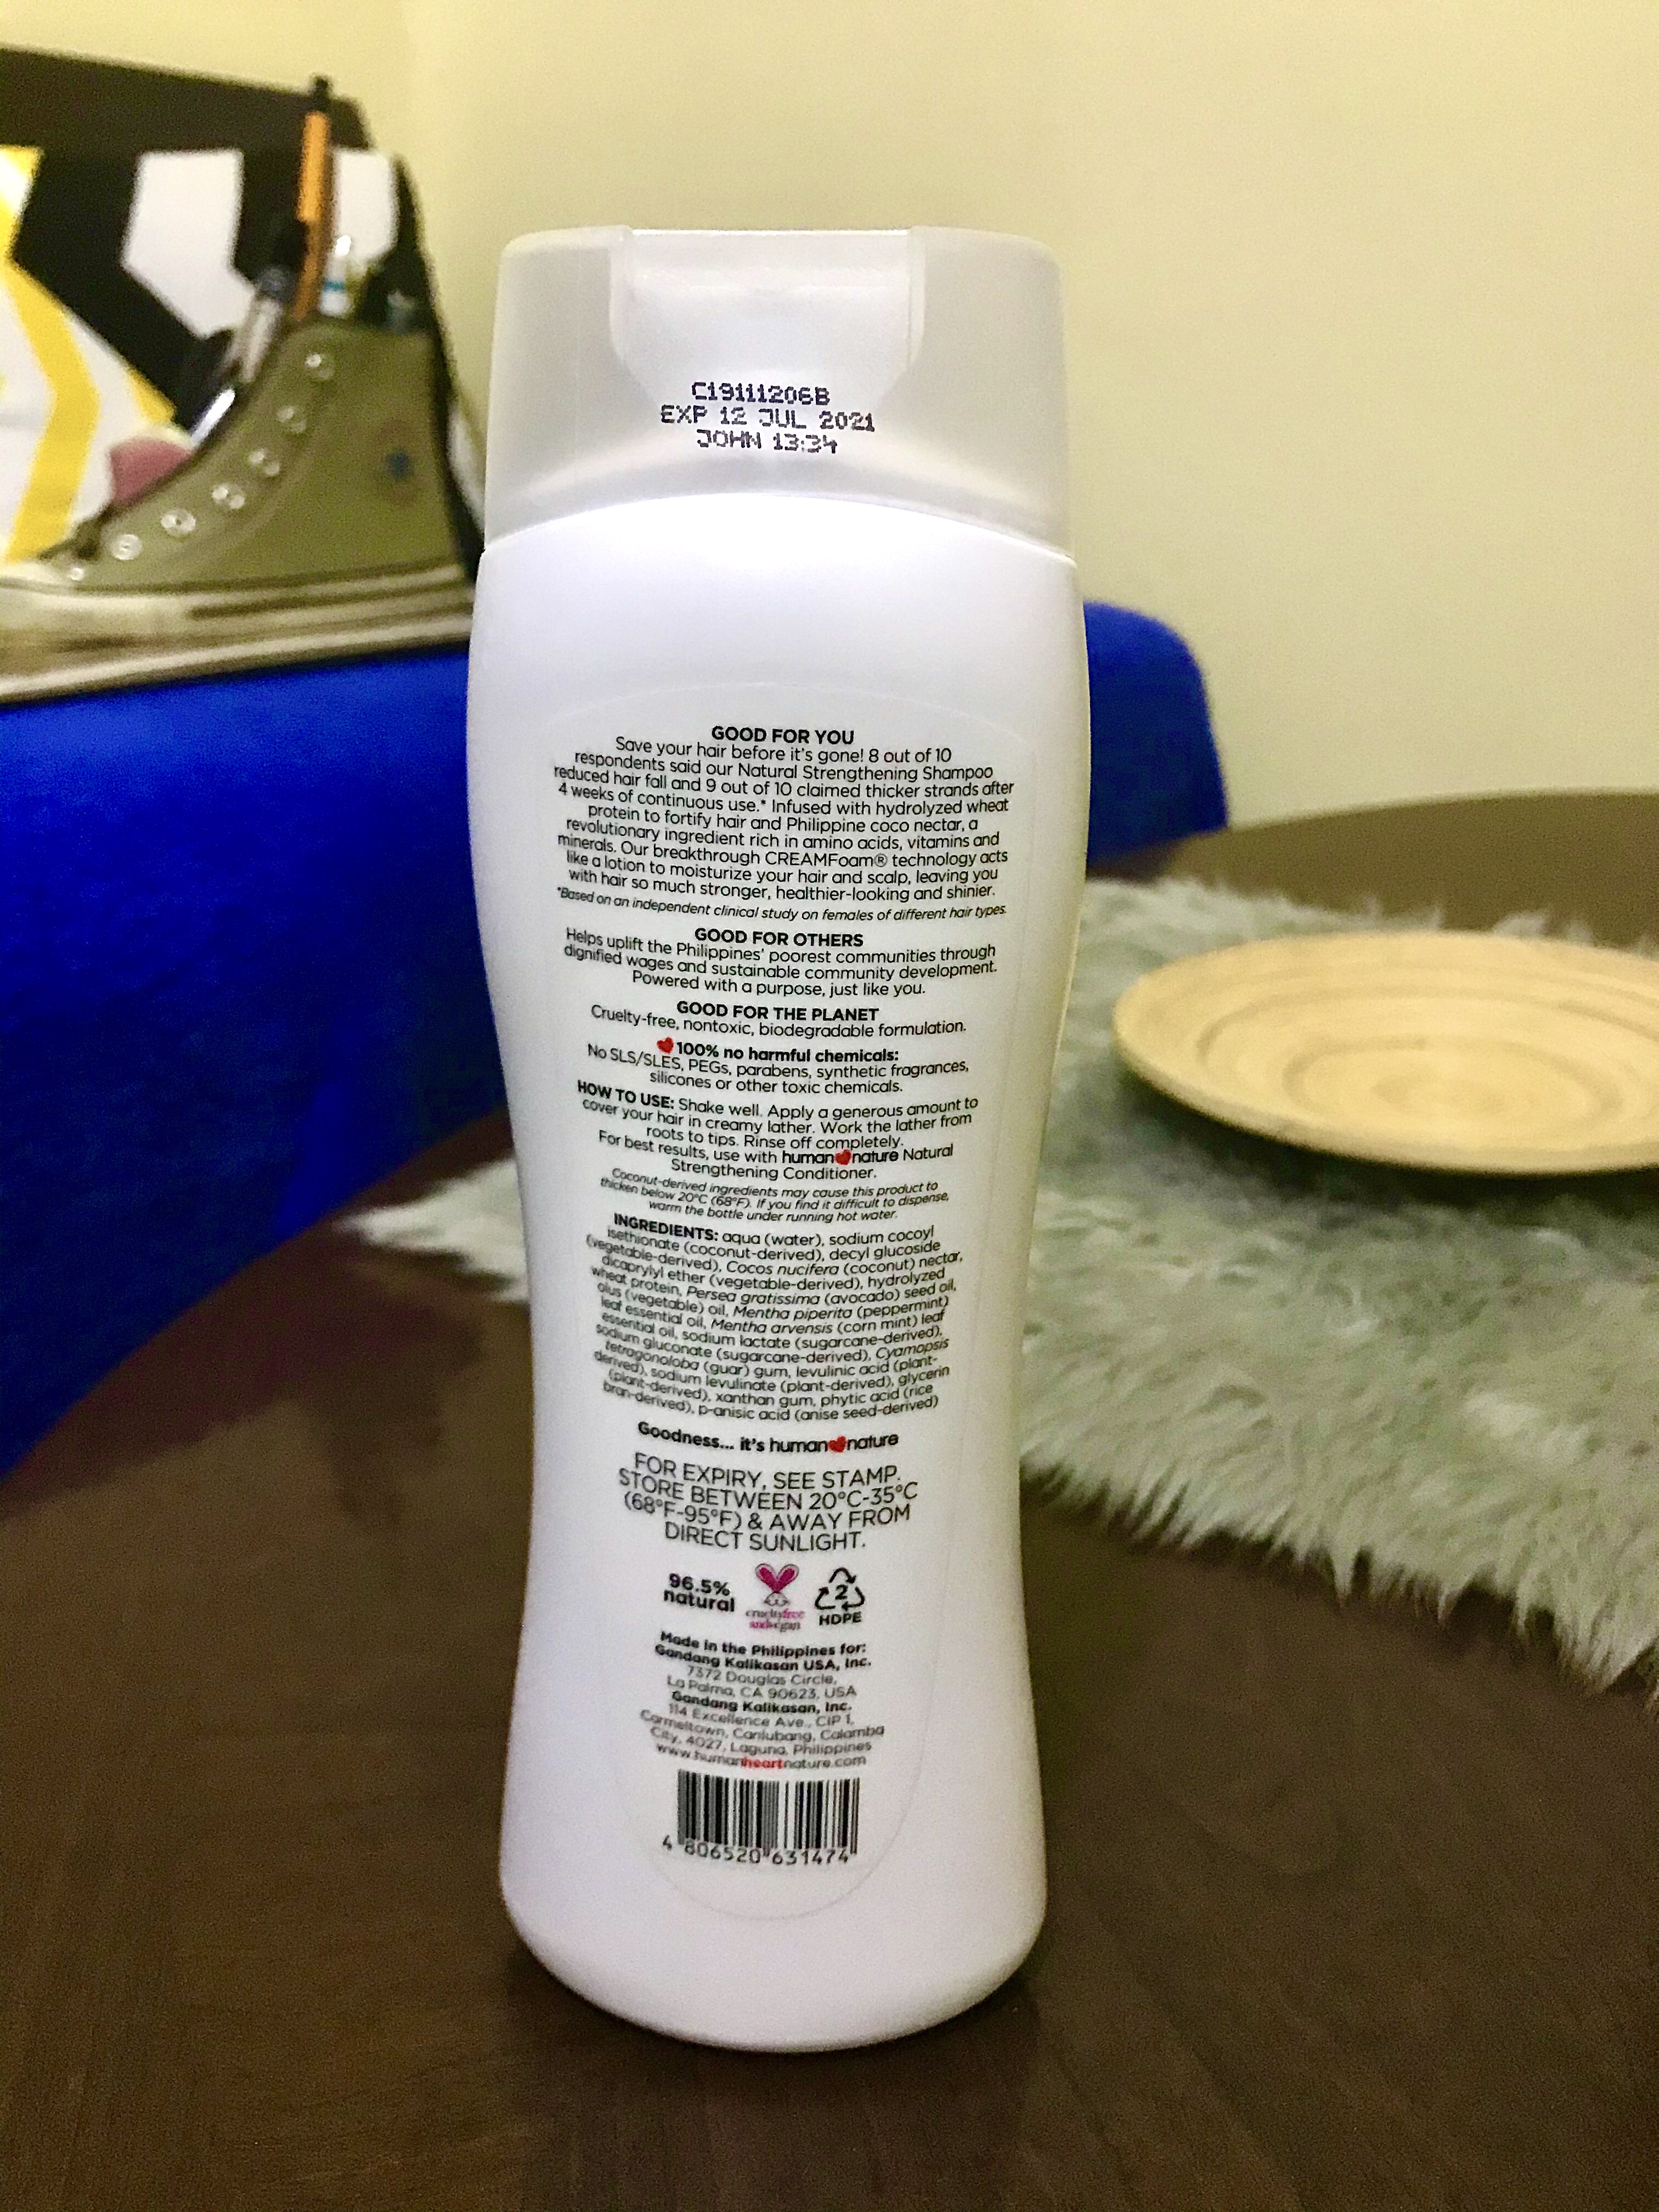 C19111206B
EXP 12 JUL 2021
JOHN 13:34
GOOD FOR YOU
Save your hair before it's gone! 8 out of 10
respondents said our Natural Strengthening Shampoo
reduced hair fall and 9 out of 10 claimed thicker strands after
4 weeks of continuous use.* Infused with hydrolyzed wheat
protein to fortify hair and Philippine coco nectar, a
revolutionary ingredient rich in amino acids, vitamins and
minerals. Our breakthrough CREAMFoam® technology acts
like a lotion to moisturize your hair and scalp, leaving you
with hair so much stronger, healthier-looking and shinier.
*Based on an independent clinical study on females of different hair types.
GOOD FOR OTHERS
Helps uplift the Philippines' poorest communities through
dignified wages and sustainable community development.
Powered with a purpose, just like you.
GOOD FOR THE PLANET
Cruelty-free, nontoxic, biodegradable formulation.
100% no harmful chemicals:
No SLS/SLES, PEGs, parabens, synthetic fragrances,
silicones or other toxic chemicals.
HOW TO USE: Shake well. Apply a generous amount to
cover your hair in creamy lather. Work the lather from
roots to tips. Rinse off completely.
For best results, use with human nature Natural
Strengthening Conditioner.
Coconut-derived ingredients may cause this product to
thicken below 20°C (68°F). If you find it difficult to dispense,
warm the bottle under running hot water.
INGREDIENTS: aqua (water), sodium cocoyl
isethionate (coconut-derived), decyl glucoside
(vegetable-derived), Cocos nucifera (coconut) nectar,
dicaprylyl ether (vegetable-derived), hydrolyzed
wheat protein, Persea gratissima (avocado) seed oil,
olus (vegetable) oil, Mentha piperita (peppermint)
leaf essential oil, Mentha arvensis (corn mint) leaf
essential oil, sodium lactate (sugarcane-derived),
sodium gluconate (sugarcane-derived), Cyamopsis
tetragonoloba (guar) gum, levulinic acid (plant-
derived), sodium levulinate (plant-derived), glycerin
(plant-derived), xanthan gum, phytic acid (rice
bran-derived), p-anisic acid (anise seed-derived)
Goodness... it's human nature
FOR EXPIRY, SEE STAMP.
STORE BETWEEN 20°C-35°C
(68°F-95°F) & AWAY FROM
DIRECT SUNLIGHT.
96.5%
natural
crueltyfree
andvegan
2
HDPE
Made in the Philippines for:
Gandang Kalikasan USA, Inc.
7372 Douglas Circle,
La Palma, CA 90623, USA
Gandang Kalikasan, Inc.
114 Excellence Ave., CIP 1,
Carmeltown, Canlubang, Calamba
City, 4027, Laguna, Philippines
www.humanheartnature.com
4 806520 631474